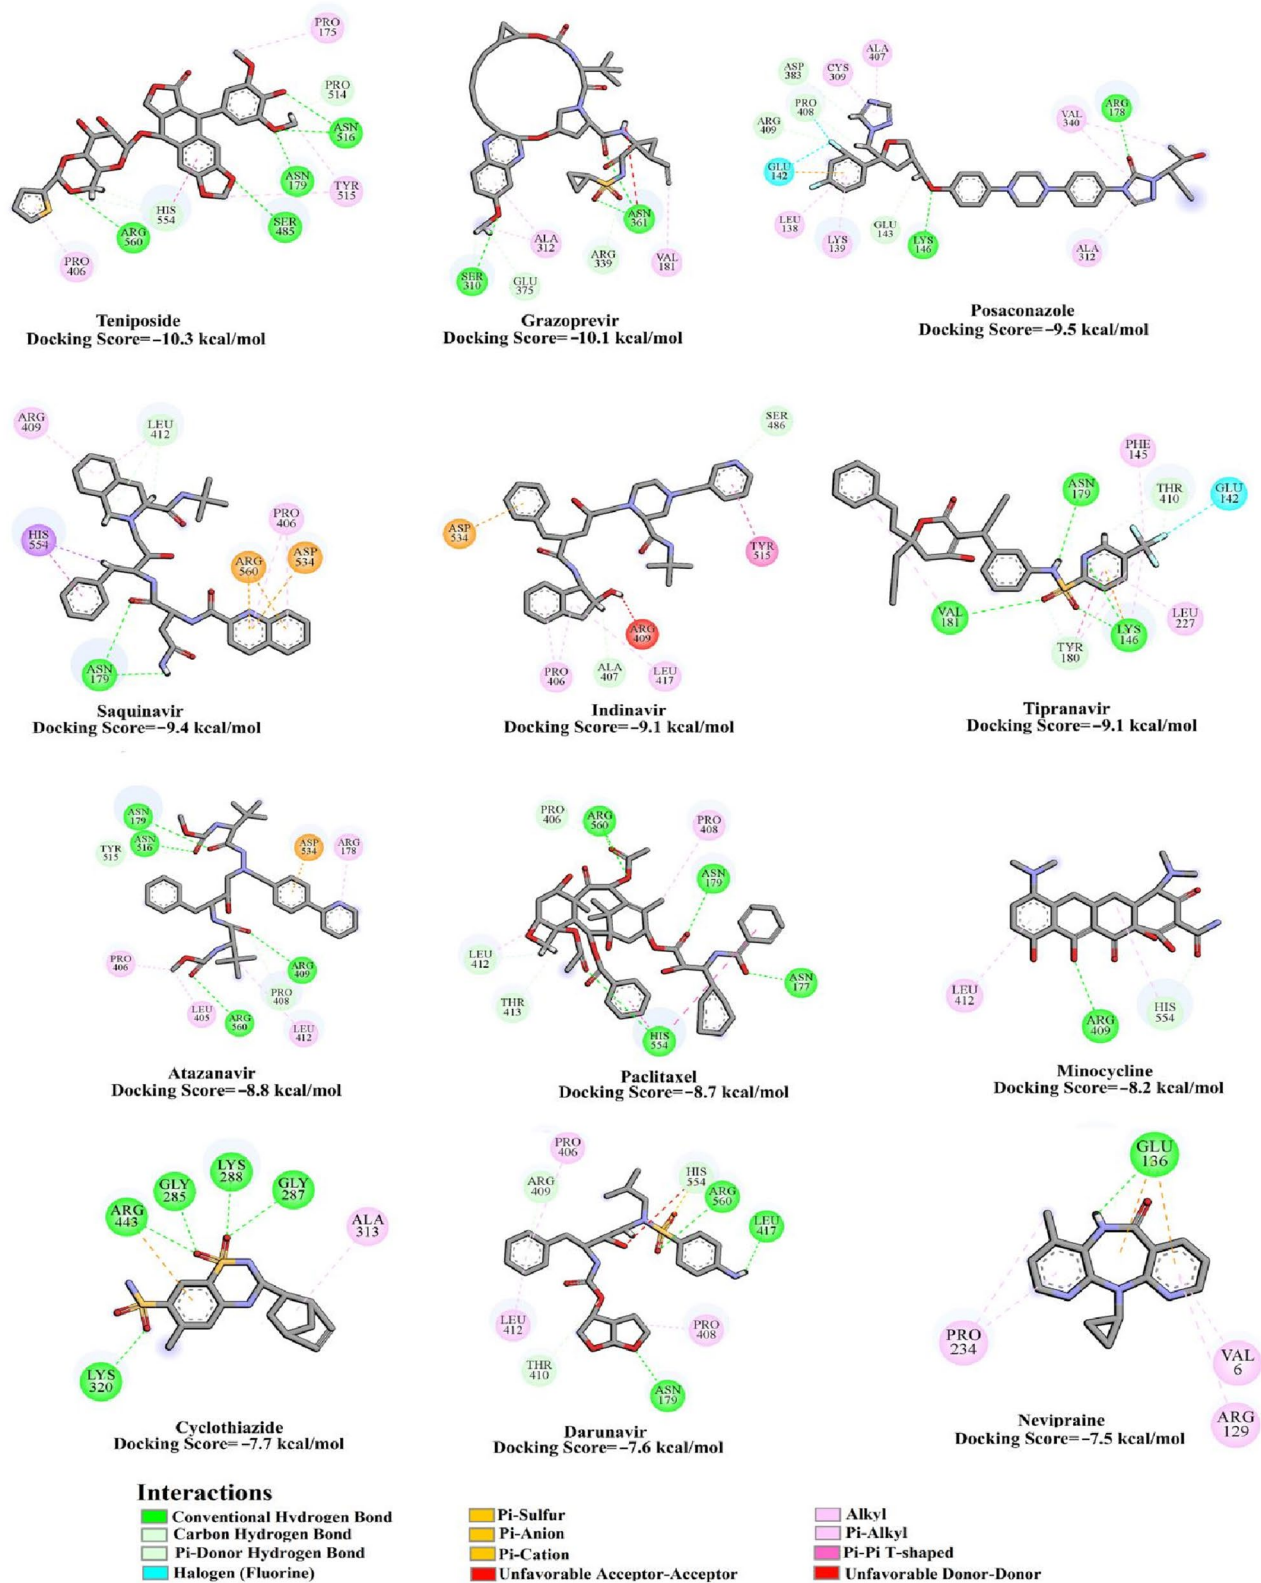 PRO
175
PRO
514
ASN
516
ASN
179
TYR
515
HIS
554
SER
485
ARG
560
PRO
406
Teniposide
Docking Score=−10.3 kcal/mol
ALA
312
ASN
361
ARG
339
VAL
181
SER
310
GLU
375
Grazoprevir
Docking Score=−10.1 kcal/mol
ALA
407
CYS
309
ASP
383
PRO
408
ARG
409
GLU
142
ARG
178
VAL
340
LEU
138
LYS
139
GLU
143
LYS
146
ALA
312
Posaconazole
Docking Score=−9.5 kcal/mol
ARG
409
LEU
412
PRO
406
HIS
554
ARG
560
ASP
534
ASN
179
Saquinavir
Docking Score=−9.4 kcal/mol
SER
486
ASP
534
TYR
515
ARG
409
PRO
406
ALA
407
LEU
417
Indinavir
Docking Score=−9.1 kcal/mol
PHE
145
ASN
179
THR
410
GLU
142
VAL
181
TYR
180
LYS
146
LEU
227
Tipranavir
Docking Score=−9.1 kcal/mol
ASN
179
ASN
516
TYR
515
ASP
534
ARG
178
PRO
406
ARG
409
LEU
405
PRO
408
ARG
560
LEU
412
Atazanavir
Docking Score=−8.8 kcal/mol
PRO
406
ARG
560
PRO
408
ASN
179
LEU
412
THR
413
ASN
177
HIS
554
Paclitaxel
Docking Score=−8.7 kcal/mol
LEU
412
ARG
409
HIS
554
Minocycline
Docking Score=−8.2 kcal/mol
LYS
288
GLY
285
GLY
287
ARG
443
ALA
313
LYS
320
Cyclothiazide
Docking Score=−7.7 kcal/mol
PRO
406
ARG
409
HIS
554
ARG
560
LEU
417
LEU
412
PRO
408
THR
410
ASN
179
Darunavir
Docking Score=−7.6 kcal/mol
GLU
136
PRO
234
VAL
6
ARG
129
Nevipraine
Docking Score=−7.5 kcal/mol
Interactions
Conventional Hydrogen Bond
Carbon Hydrogen Bond
Pi-Donor Hydrogen Bond
Halogen (Fluorine)
Pi-Sulfur
Pi-Anion
Pi-Cation
Unfavorable Acceptor-Acceptor
Alkyl
Pi-Alkyl
Pi-Pi T-shaped
Unfavorable Donor-Donor